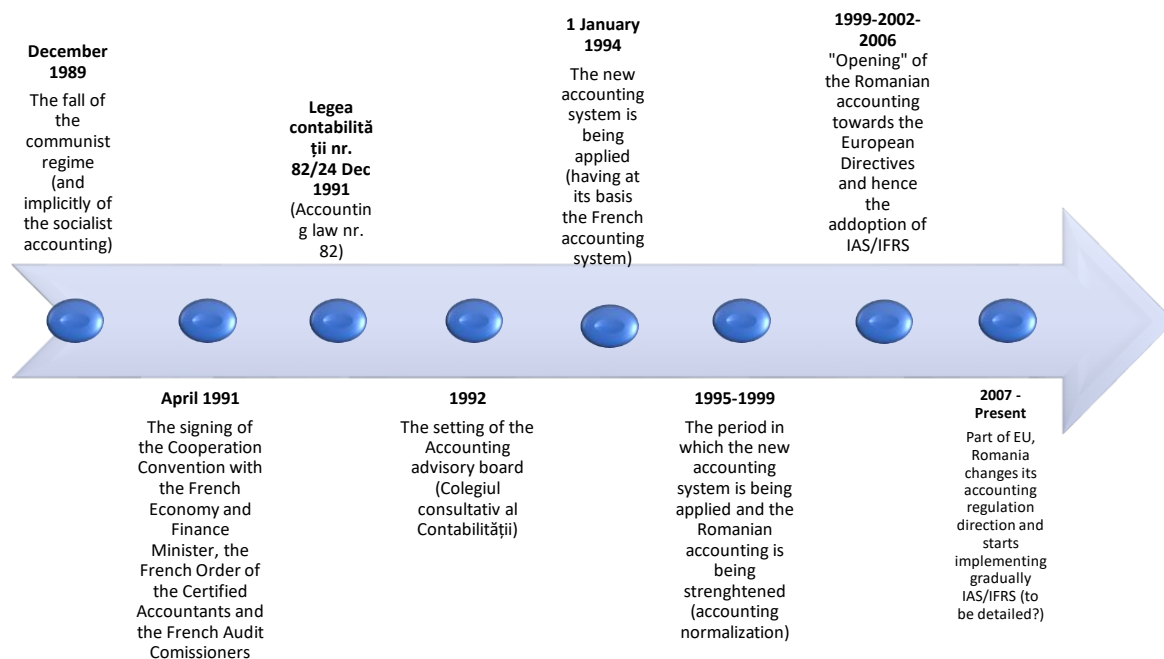 December
1989
The fall of
the
communist
regime
(and
implicitly of
the socialist
accounting)
April 1991
The signing of
the Cooperation
Convention with
the French
Economy and
Finance
Minister, the
French Order of
the Certified
Accountants and
the French Audit
Comissioners
Legea
contabilită
ții nr.
82/24 Dec
1991
(Accountin
g law nr.
82)
1992
The setting of the
Accounting
advisory board
(Colegiul
consultativ al
Contabilității)
1 January
1994
The new
accounting
system is
being
applied
(having at
its basis
the French
accounting
system)
1995-1999
The period in
which the new
accounting
system is being
applied and the
Romanian
accounting is
being
strenghtened
(accounting
normalization)
1999-2002-
2006
"Opening" of
the Romanian
accounting
towards the
European
Directives
and hence
the
addoption of
IAS/IFRS
2007 -
Present
Part of EU,
Romania
changes its
accounting
regulation
direction and
starts
implementing
gradually
IAS/IFRS (to
be detailed?)